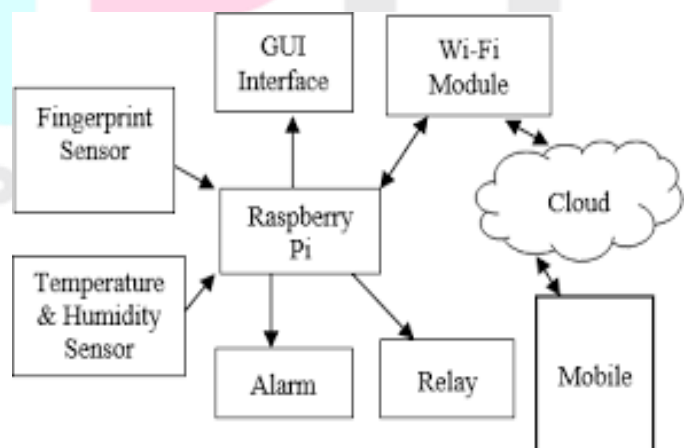 GUI
Interface
Wi-Fi
Module
Fingerprint
Sensor
Raspberry
Pi
Cloud
Temperature
& Humidity
Sensor
Alarm
Relay
Mobile